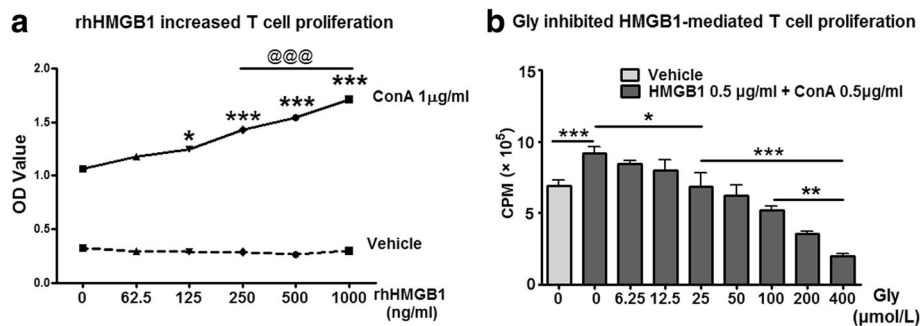 a
rhHMGB1 increased T cell proliferation
@@@
***
***
***
*
ConA 1μg/ml
Vehicle
OD Value
2.0
1.5
1.0
0.5
0.0
0 62.5 125 250 500 1000
rhHMGB1
(ng/ml)
b
Gly inhibited HMGB1-mediated T cell proliferation
Vehicle
HMGB1 0.5 μg/ml + ConA 0.5μg/ml
***
*
***
**
CPM (× 10⁵)
15
10
5
0
0 0 6.25 12.5 25 50 100 200 400
Gly
(μmol/L)